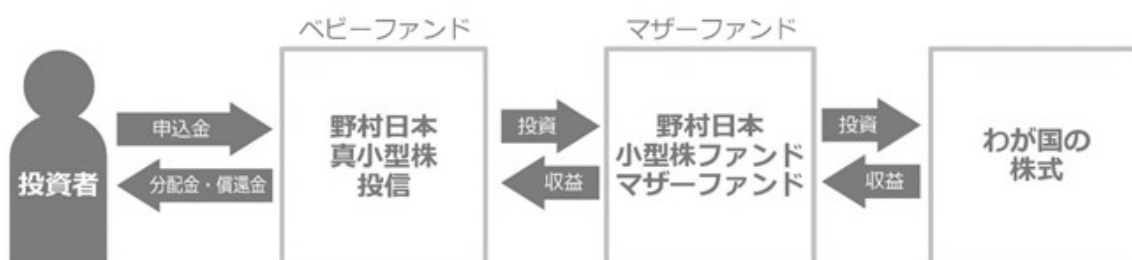 ベビーファンド
マザーファンド
申込金
分配金・償還金
投資者
野村日本
真小型株
投信
投資
収益
野村日本
小型株ファンド
マザーファンド
投資
収益
わが国の
株式